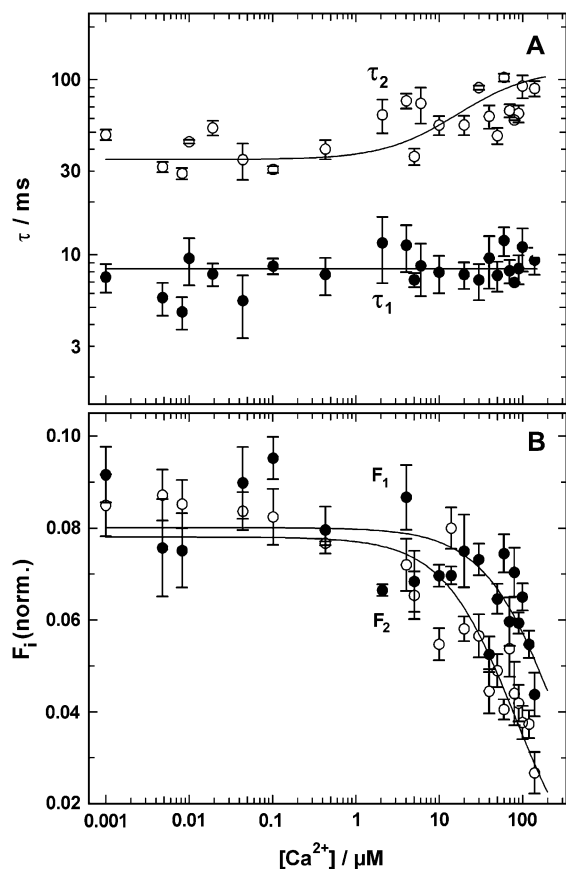 A
100
τ₂
30
τ / ms
10
τ₁
3
B
0.10
F₁
0.08
F₂
0.06
Fᵢ (norm.)
0.04
0.02
0.001 0.01 0.1 1 10 100
[Ca²⁺] / µM